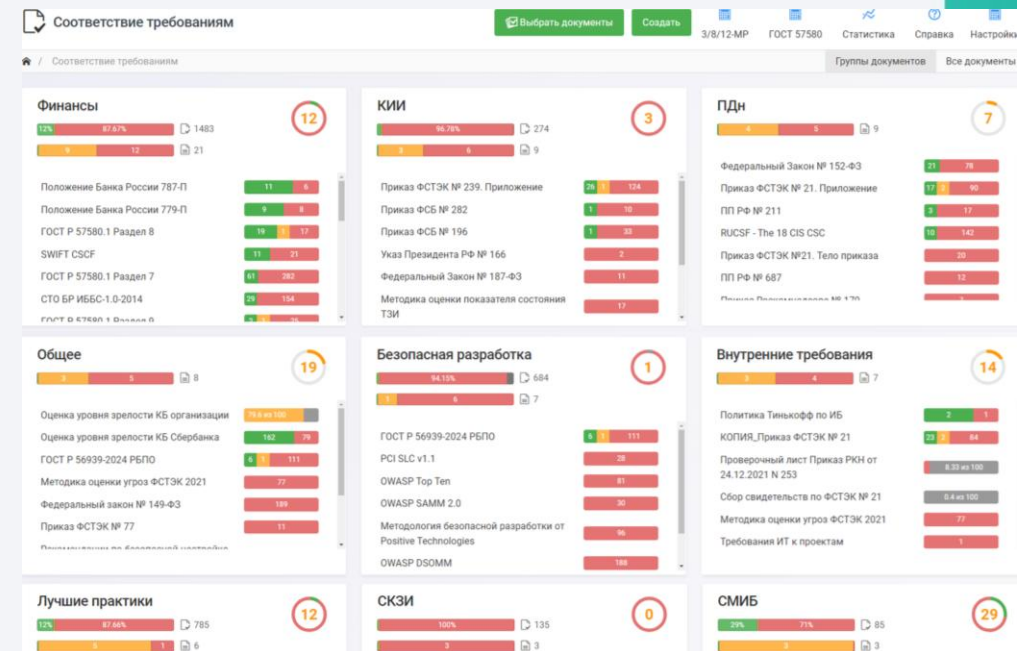 Соответствие требованиям
Выбрать документы
Создать
3/8/12-МР
ГОСТ 57580
Статистика
Справка
Настройки
/ Соответствие требованиям
Группы документов
Все документы
Финансы
12
12% 87.67% 1483
9 12 21
Положение Банка России 787-П 11 6
Положение Банка России 779-П 9 8
ГОСТ Р 57580.1 Раздел 8 19 1 17
SWIFT CSCF 11 21
ГОСТ Р 57580.1 Раздел 7 61 282
СТО БР ИББС-1.0-2014 29 154
ГОСТ Р 57580.1 Раздел 9
КИИ
3
96.78% 274
3 6 9
Приказ ФСТЭК № 239. Приложение 26 1 124
Приказ ФСБ № 282 1 10
Приказ ФСБ № 196 1 33
Указ Президента РФ № 166 2
Федеральный Закон № 187-ФЗ 11
Методика оценки показателя состояния
ТЗИ 17
ПДн
7
4 5 9
Федеральный Закон № 152-ФЗ 21 78
Приказ ФСТЭК № 21. Приложение 17 2 90
ПП РФ № 211 3 17
RUCSF - The 18 CIS CSC 10 142
Приказ ФСТЭК №21. Тело приказа 20
ПП РФ № 687 12
Общее
19
3 5 8
Оценка уровня зрелости КБ организации 79.6 из 100
Оценка уровня зрелости КБ Сбербанка 162 79
ГОСТ Р 56939-2024 РБПО 6 1 111
Методика оценки угроз ФСТЭК 2021 77
Федеральный закон № 149-ФЗ 189
Приказ ФСТЭК № 77 11
Безопасная разработка
1
94.15% 684
1 6 7
ГОСТ Р 56939-2024 РБПО 6 1 111
PCI SLC v1.1 28
OWASP Top Ten 81
OWASP SAMM 2.0 30
Методология безопасной разработки от
Positive Technologies 96
OWASP DSOMM 188
Внутренние требования
14
3 4 7
Политика Тинькофф по ИБ 2 1
КОПИЯ_Приказ ФСТЭК № 21 23 2 84
Проверочный лист Приказ РКН от
24.12.2021 N 253 8.33 из 100
Сбор свидетельств по ФСТЭК № 21 0.4 из 100
Методика оценки угроз ФСТЭК 2021 77
Требования ИТ к проектам 1
Лучшие практики
12
12% 87.66% 785
5 1 6
СКЗИ
0
100% 135
3 3
СМИБ
29
29% 71% 85
3 3